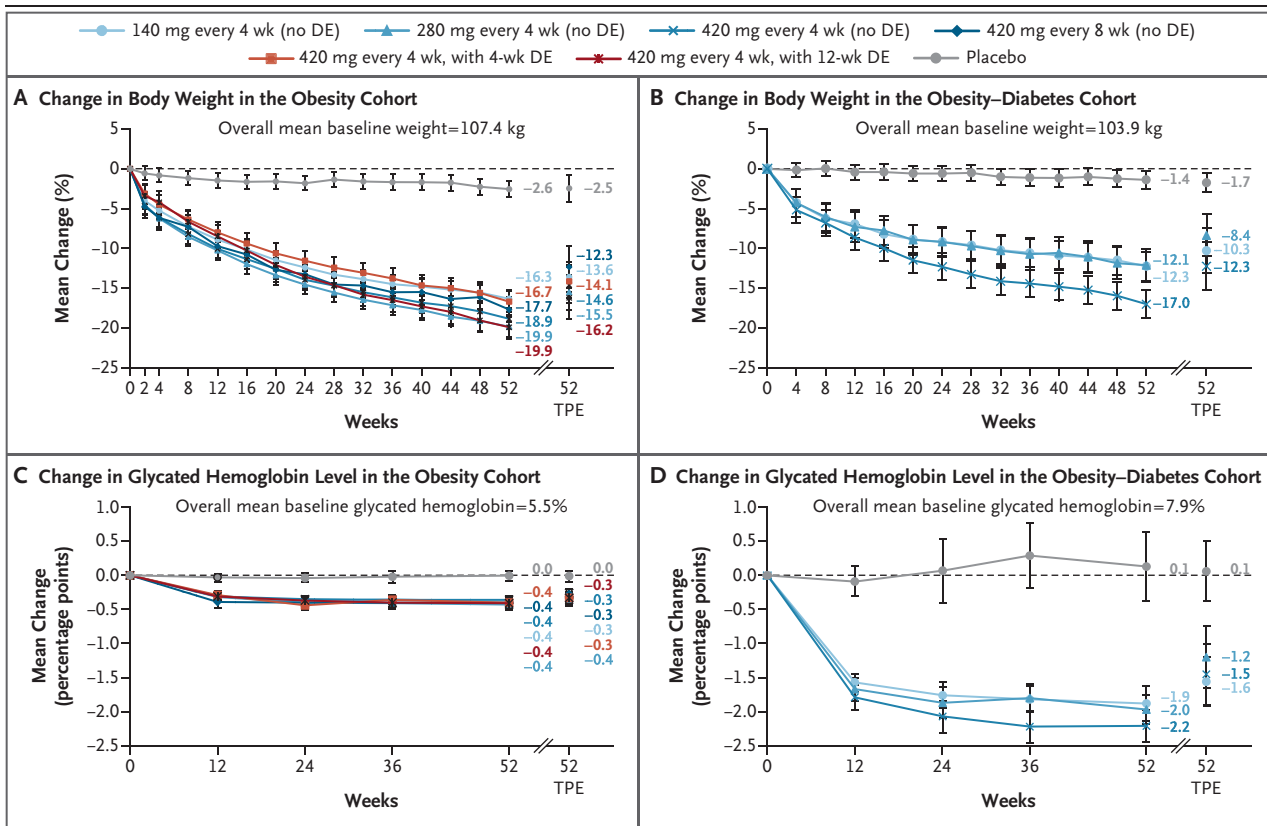 140 mg every 4 wk (no DE) 280 mg every 4 wk (no DE) 420 mg every 4 wk (no DE) 420 mg every 8 wk (no DE)
420 mg every 4 wk, with 4-wk DE 420 mg every 4 wk, with 12-wk DE Placebo
A Change in Body Weight in the Obesity Cohort
Overall mean baseline weight=107.4 kg
Mean Change (%)
5
0
−5
−10
−15
−20
−25
−2.6
−2.5
−16.3
−16.7
−17.7
−18.9
−19.9
−19.9
−12.3
−13.6
−14.1
−14.6
−15.5
−16.2
0 2 4 8 12 16 20 24 28 32 36 40 44 48 52 52
TPE
Weeks
B Change in Body Weight in the Obesity–Diabetes Cohort
Overall mean baseline weight=103.9 kg
Mean Change (%)
5
0
−5
−10
−15
−20
−25
−1.4
−1.7
−12.1
−12.3
−17.0
−8.4
−10.3
−12.3
0 4 8 12 16 20 24 28 32 36 40 44 48 52 52
TPE
Weeks
C Change in Glycated Hemoglobin Level in the Obesity Cohort
Overall mean baseline glycated hemoglobin=5.5%
Mean Change
(percentage points)
1.0
0.5
0.0
−0.5
−1.0
−1.5
−2.0
−2.5
0.0
0.0
−0.4
−0.4
−0.4
−0.4
−0.4
−0.4
−0.3
−0.3
−0.3
−0.3
−0.3
−0.4
0 12 24 36 52 52
TPE
Weeks
D Change in Glycated Hemoglobin Level in the Obesity–Diabetes Cohort
Overall mean baseline glycated hemoglobin=7.9%
Mean Change
(percentage points)
1.0
0.5
0.0
−0.5
−1.0
−1.5
−2.0
−2.5
0.1
0.1
−1.9
−2.0
−2.2
−1.2
−1.5
−1.6
0 12 24 36 52 52
TPE
Weeks